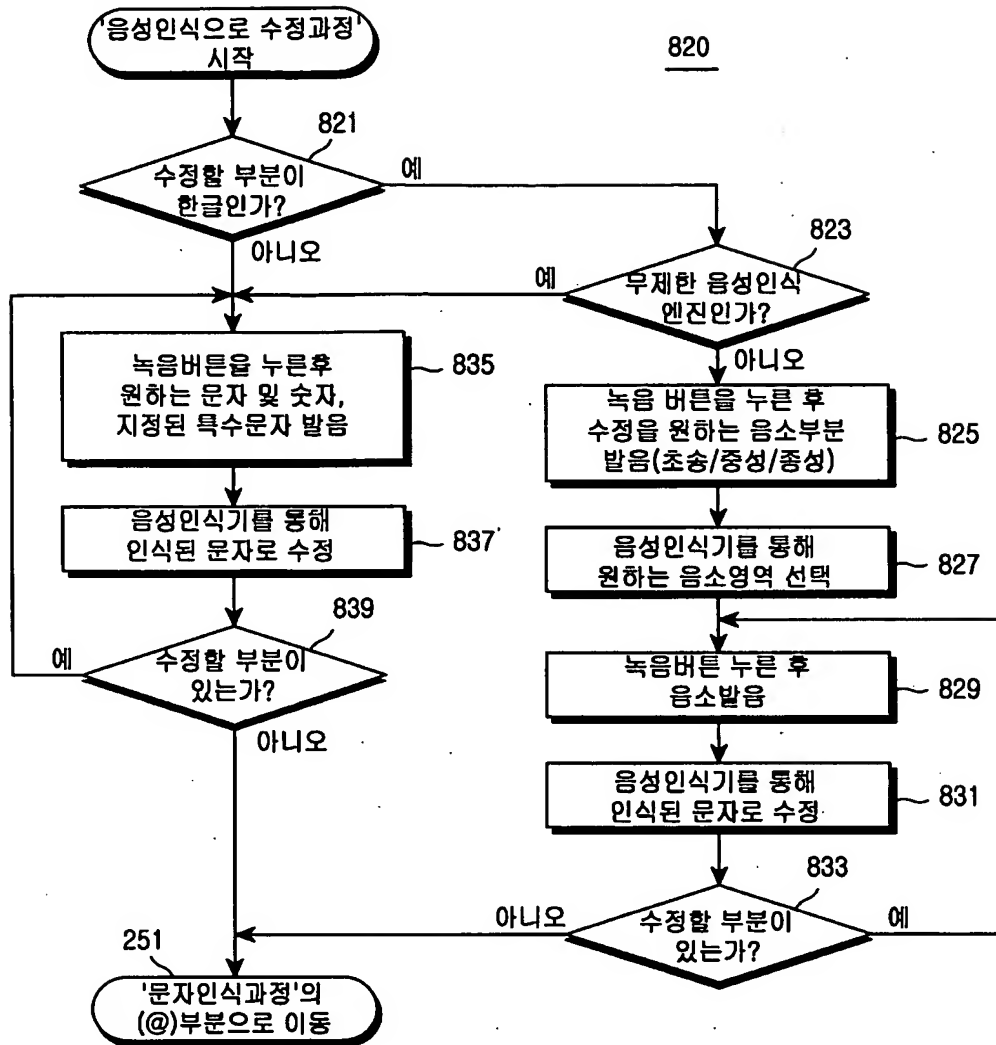 '음성인식으로 수정과정'
시작
820
821
수정할 부분이
한글인가?
예
아니오
823
무제한 음성인식
엔진인가?
예
아니오
녹음버튼을 누른후
원하는 문자 및 숫자,
지정된 특수문자 발음
835
음성인식기를 통해
인식된 문자로 수정
837
839
수정할 부분이
있는가?
예
아니오
녹음 버튼을 누른 후
수정을 원하는 음소부분
발음(초송/중성/종성)
825
음성인식기를 통해
원하는 음소영역 선택
827
녹음버튼 누른 후
음소발음
829
음성인식기를 통해
인식된 문자로 수정
831
833
수정할 부분이
있는가?
아니오
예
251
'문자인식과정'의
(@)부분으로 이동